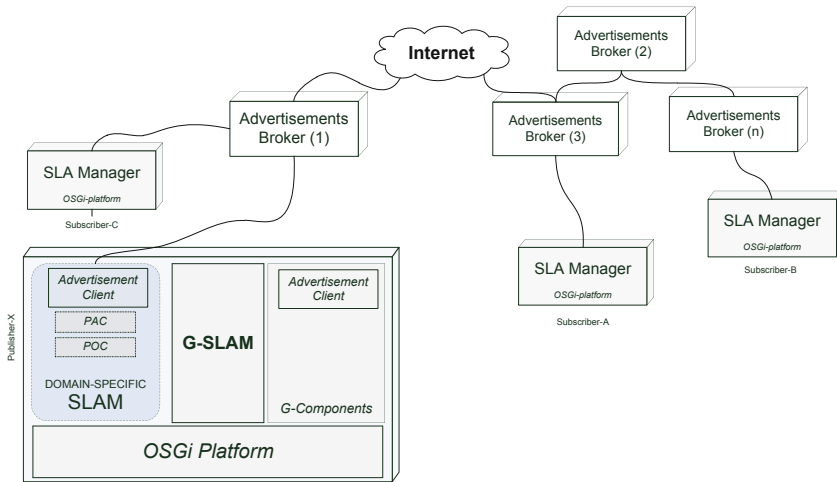 Internet
Advertisements
Broker (2)
Advertisements
Broker (1)
Advertisements
Broker (3)
Advertisements
Broker (n)
SLA Manager
OSGi-platform
Subscriber-C
SLA Manager
OSGi-platform
Subscriber-B
SLA Manager
OSGi-platform
Subscriber-A
Publisher-X
Advertisement
Client
PAC
POC
DOMAIN-SPECIFIC
SLAM
G-SLAM
Advertisement
Client
G-Components
OSGi Platform